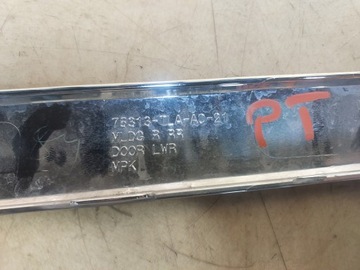 75313-TLA-A0-21
MLDG R RR
DOOR LWR
MPK
PT